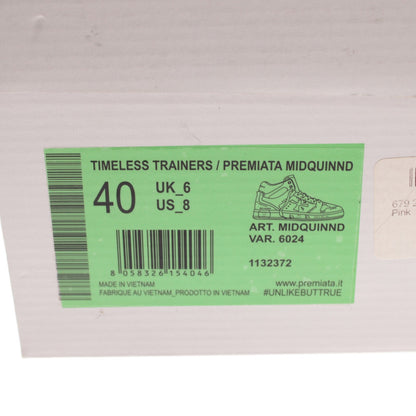 TIMELESS TRAINERS / PREMIATA MIDQUINND
40
UK_6
US_8
ART. MIDQUINND
VAR. 6024
8 058326 154046
1132372
MADE IN VIETNAM
FABRIQUE AU VIETNAM_PRODOTTO IN VIETNAM
www.premiata.it
#UNLIKEBUTTRUE
679
Pink